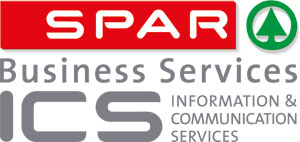 SPAR
Business Services
ICS
INFORMATION &
COMMUNICATION
SERVICES